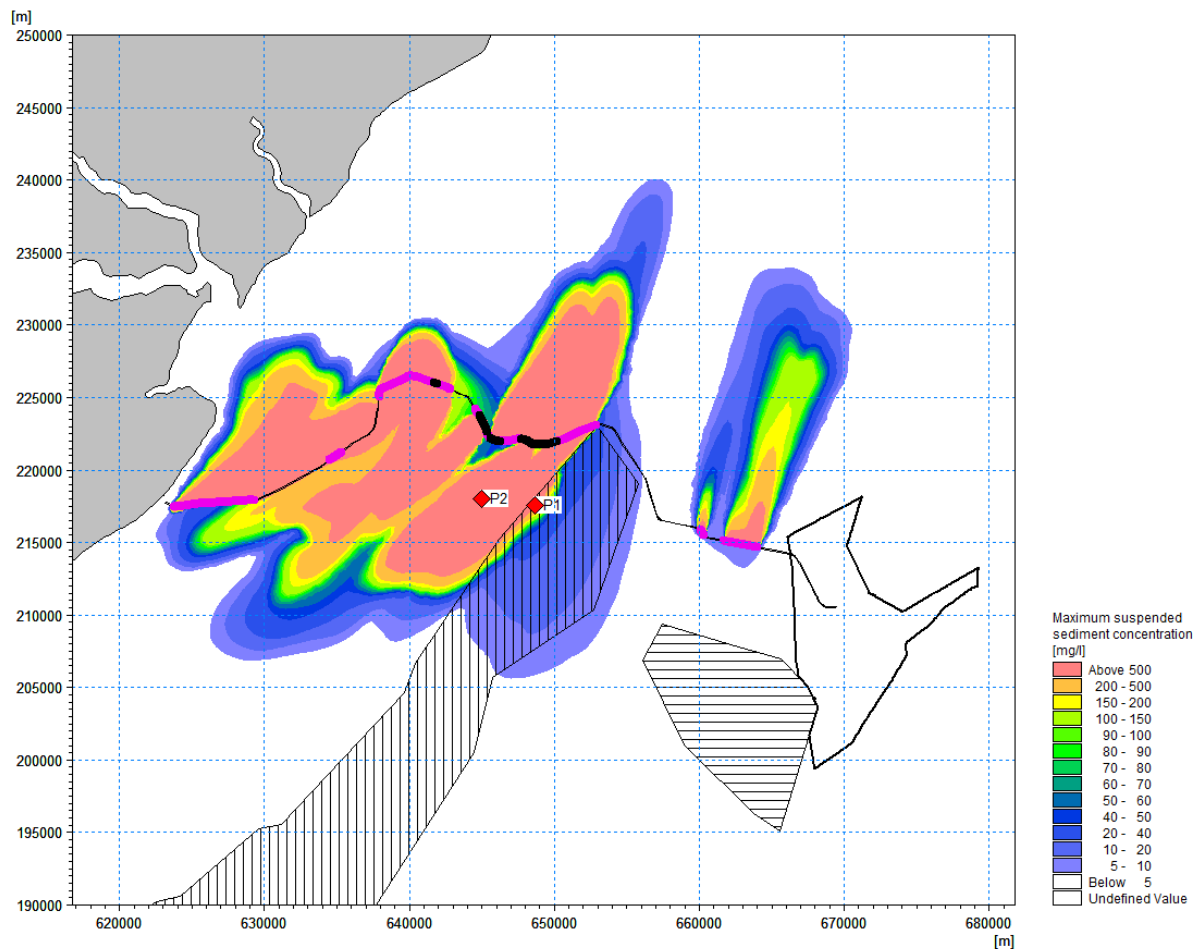 [m]
250000
245000
240000
235000
230000
225000
220000
215000
210000
205000
200000
195000
190000
P2
P1
620000 630000 640000 650000 660000 670000 680000
[m]
Maximum suspended
sediment concentration
[mg/l]
Above 500
200 - 500
150 - 200
100 - 150
90 - 100
80 - 90
70 - 80
60 - 70
50 - 60
40 - 50
20 - 40
10 - 20
5 - 10
Below 5
Undefined Value